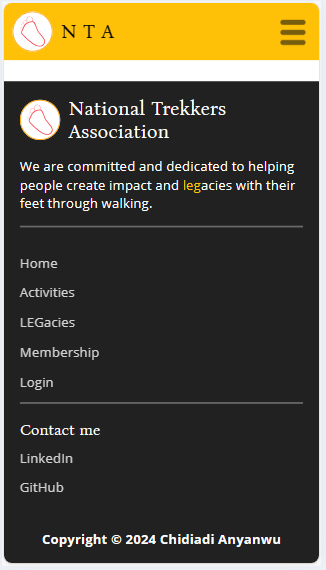 N T A
National Trekkers
Association
We are committed and dedicated to helping
people create impact and legacies with their
feet through walking.
Home
Activities
LEGacies
Membership
Login
Contact me
LinkedIn
GitHub
Copyright © 2024 Chidiadi Anyanwu